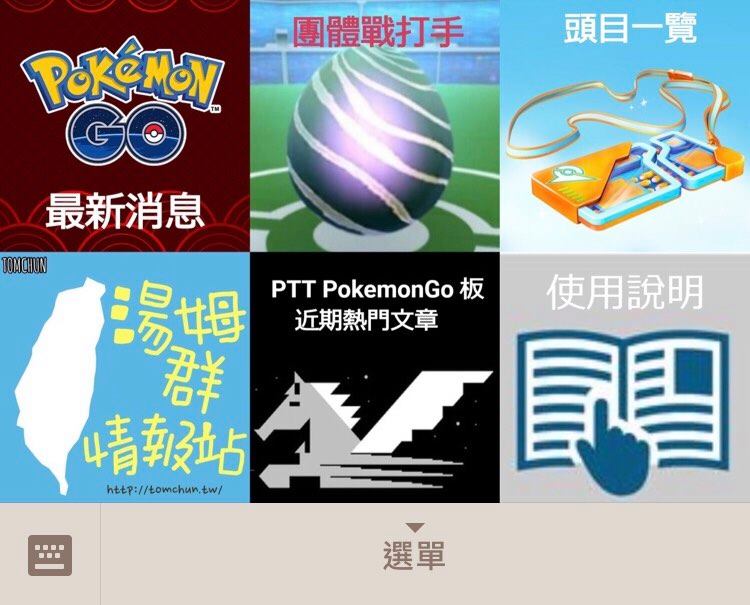 POKÉMON
GO
TM
最新消息
團體戰打手
頭目一覽
TOMCHUN
湯姆
群
情報站
http://tomchun.tw/
PTT PokemonGo 板
近期熱門文章
使用說明
選單